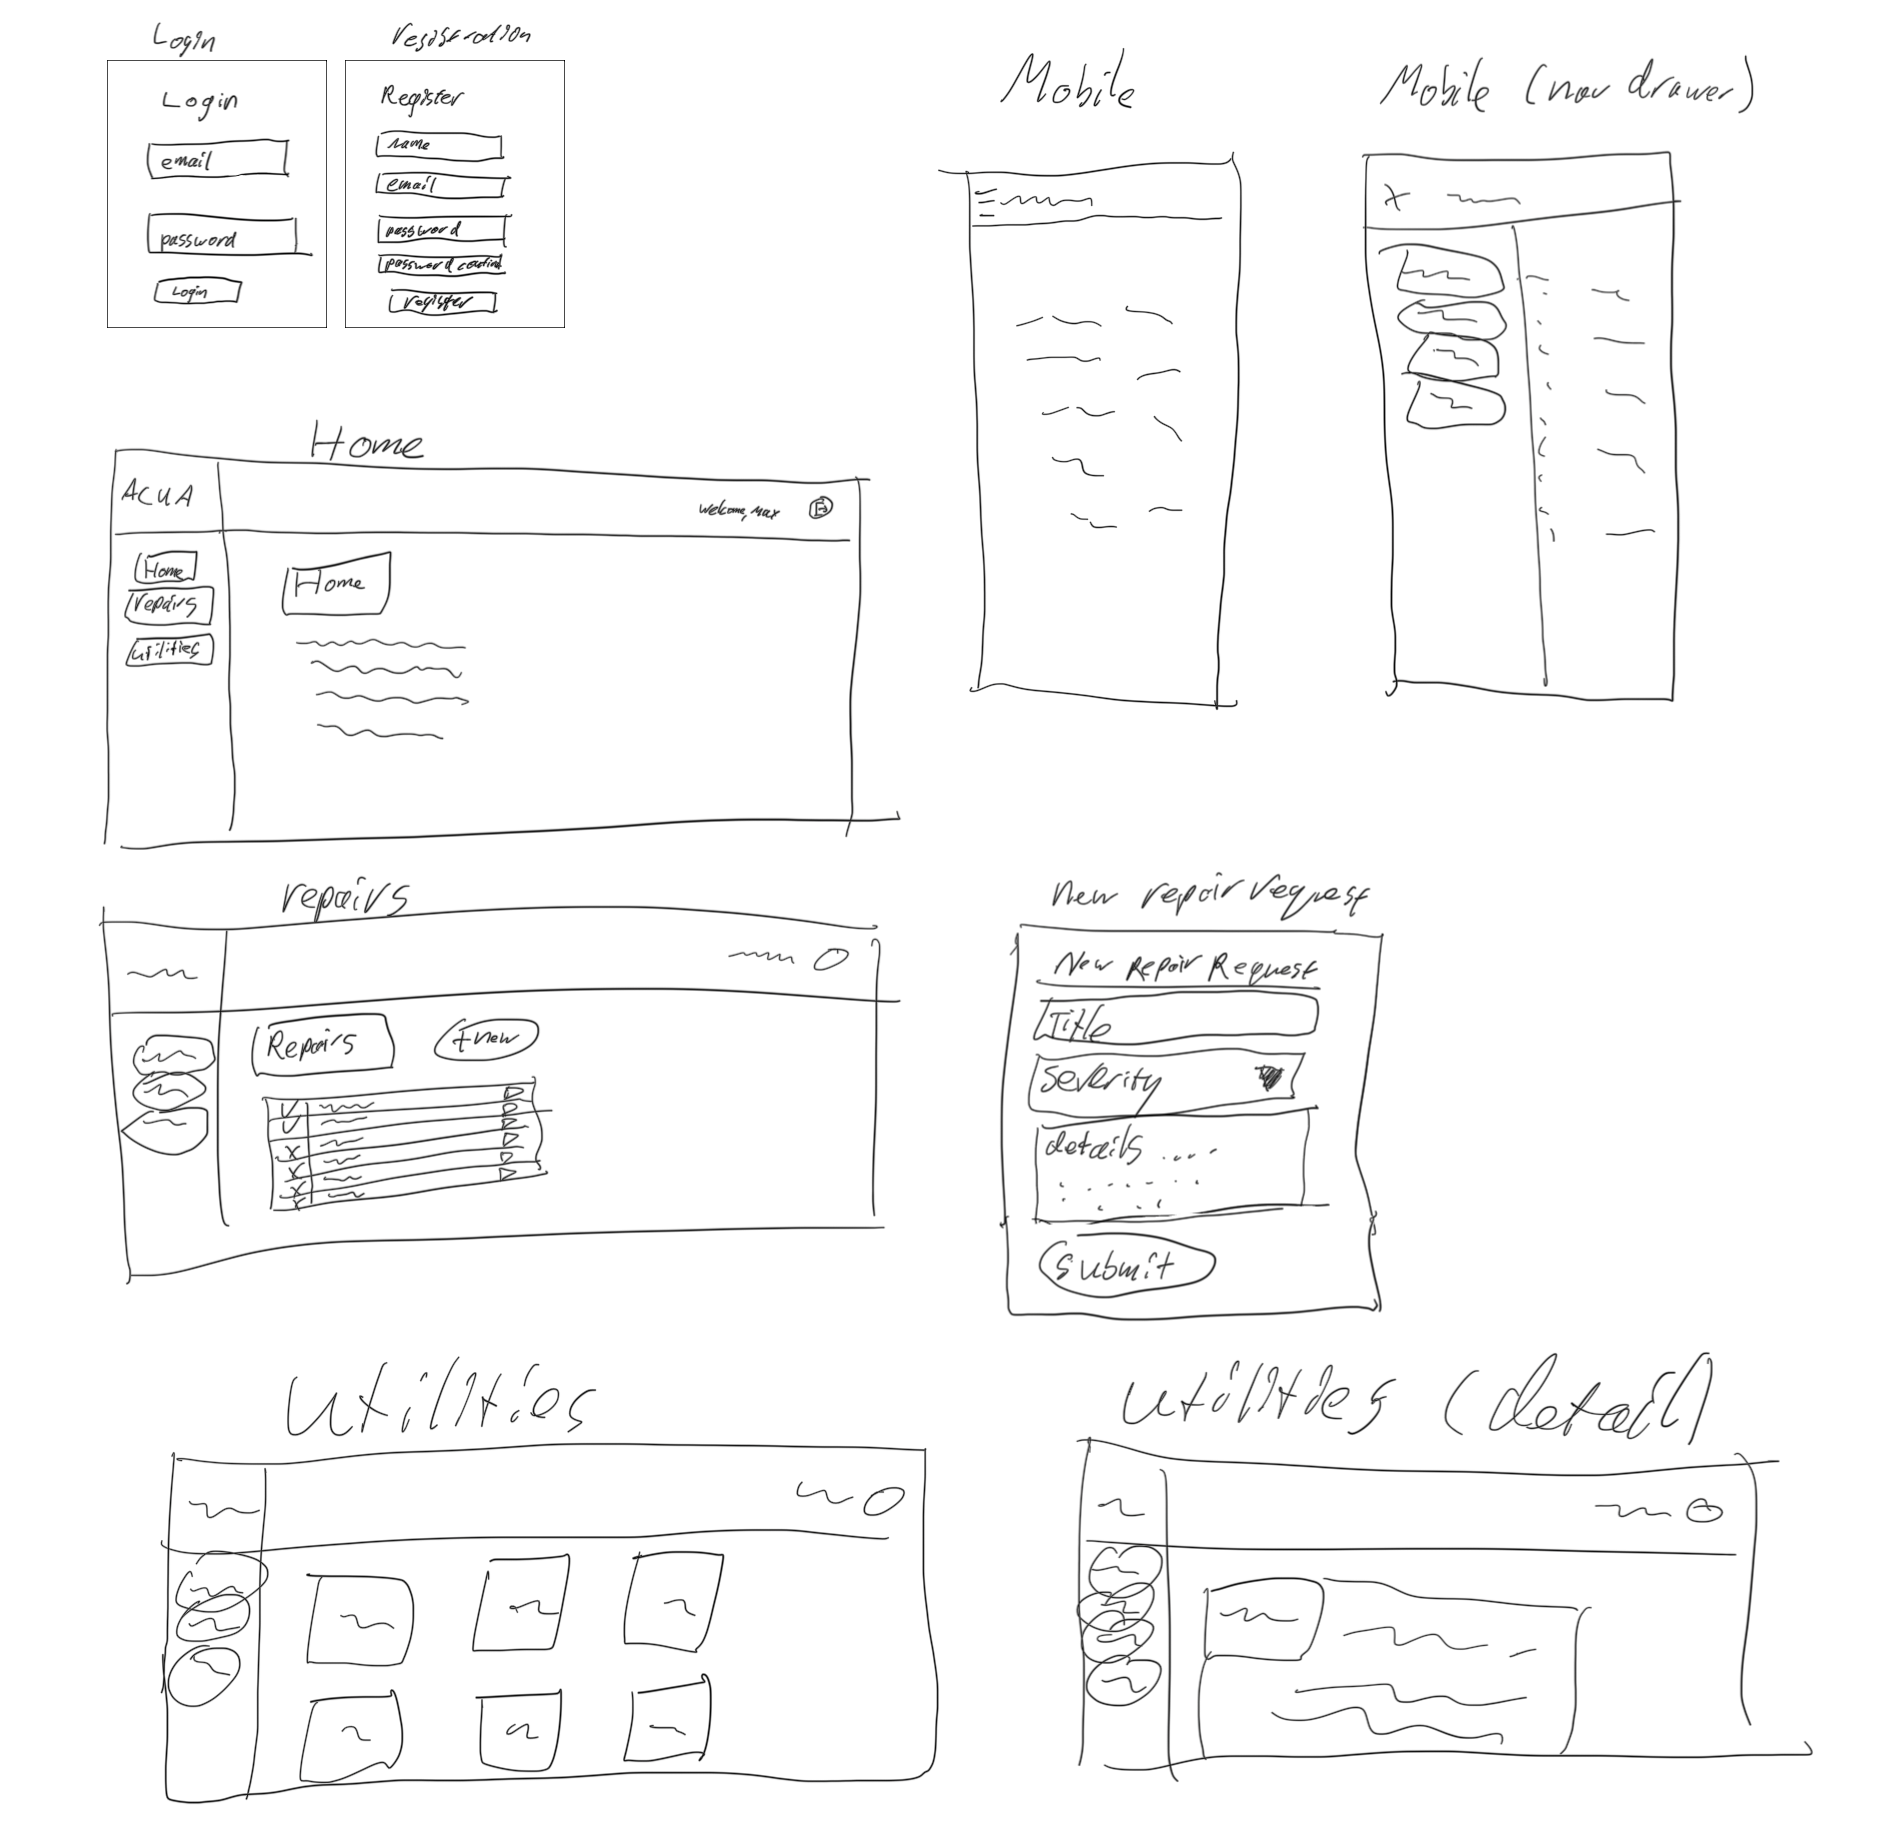 Login
registration
Login
email
password
Login
Register
name
email
password
register
Mobile
Mobile (nav drawer)
Home
ACUA
welcome, Max
Home
repairs
utilities
Home
repairs
Repairs
+new
new repair request
New Repair Request
Title
severity
details ....
submit
utilities
utilities (detail)